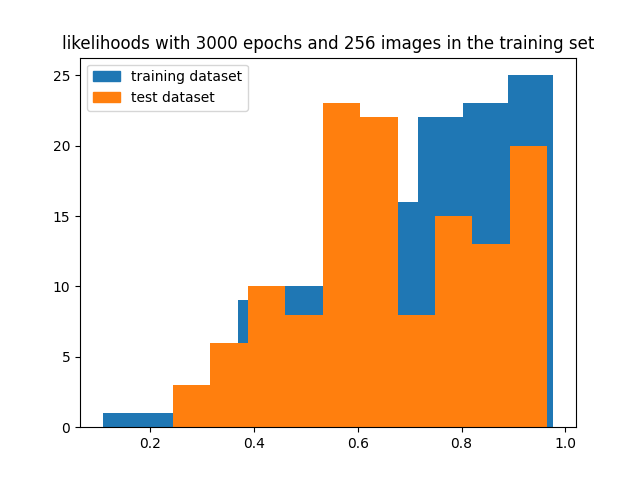 likelihoods with 3000 epochs and 256 images in the training set
training dataset
test dataset
25
20
15
10
5
0
0.2 0.4 0.6 0.8 1.0